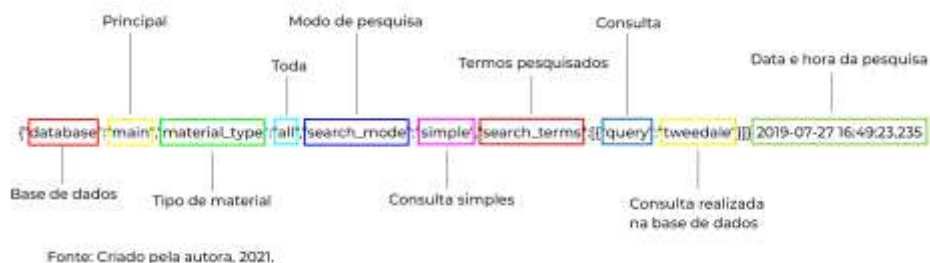 Principal
Modo de pesquisa
Consulta
Toda
Termos pesquisados
Data e hora da pesquisa
{"database":"main","material_type":"all","search_mode":"simple","search_terms":[{"query":"tweedale"}]} 2019-07-27 16:49:23.235
Base de dados
Tipo de material
Consulta simples
Consulta realizada
na base de dados
Fonte: Criado pela autora, 2021.